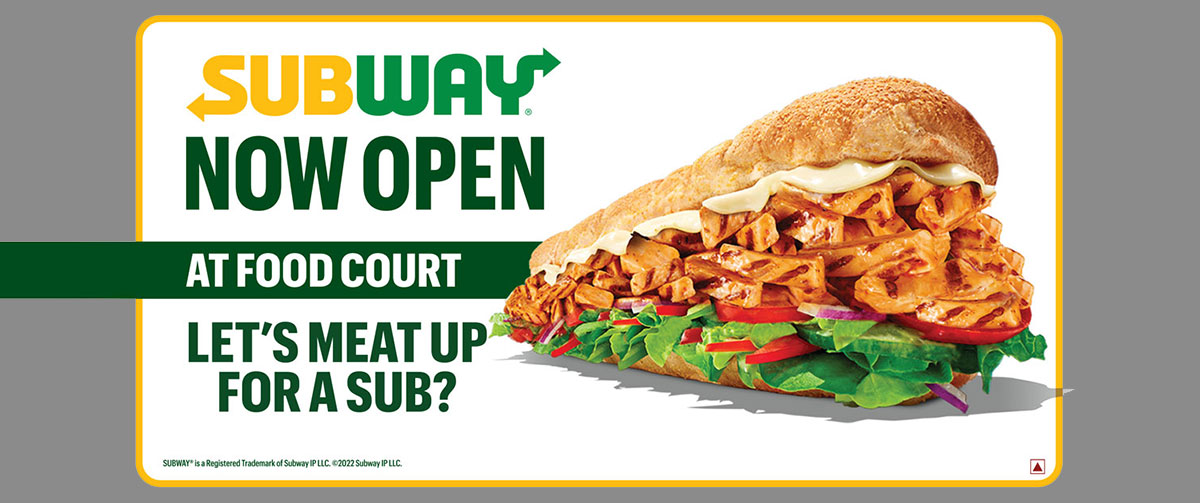 SUBWAY®
NOW OPEN
AT FOOD COURT
LET'S MEAT UP
FOR A SUB?
SUBWAY® is a Registered Trademark of Subway IP LLC. ©2022 Subway IP LLC.